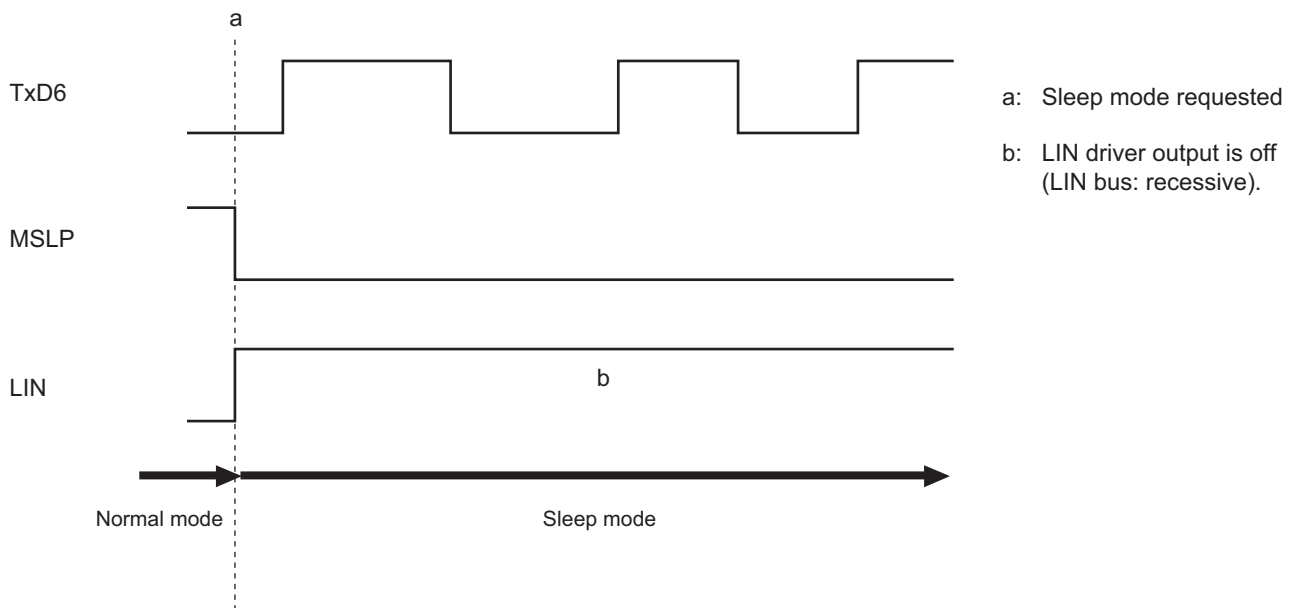 a
TxD6
a: Sleep mode requested
b: LIN driver output is off
(LIN bus: recessive).
MSLP
LIN
b
Normal mode
Sleep mode